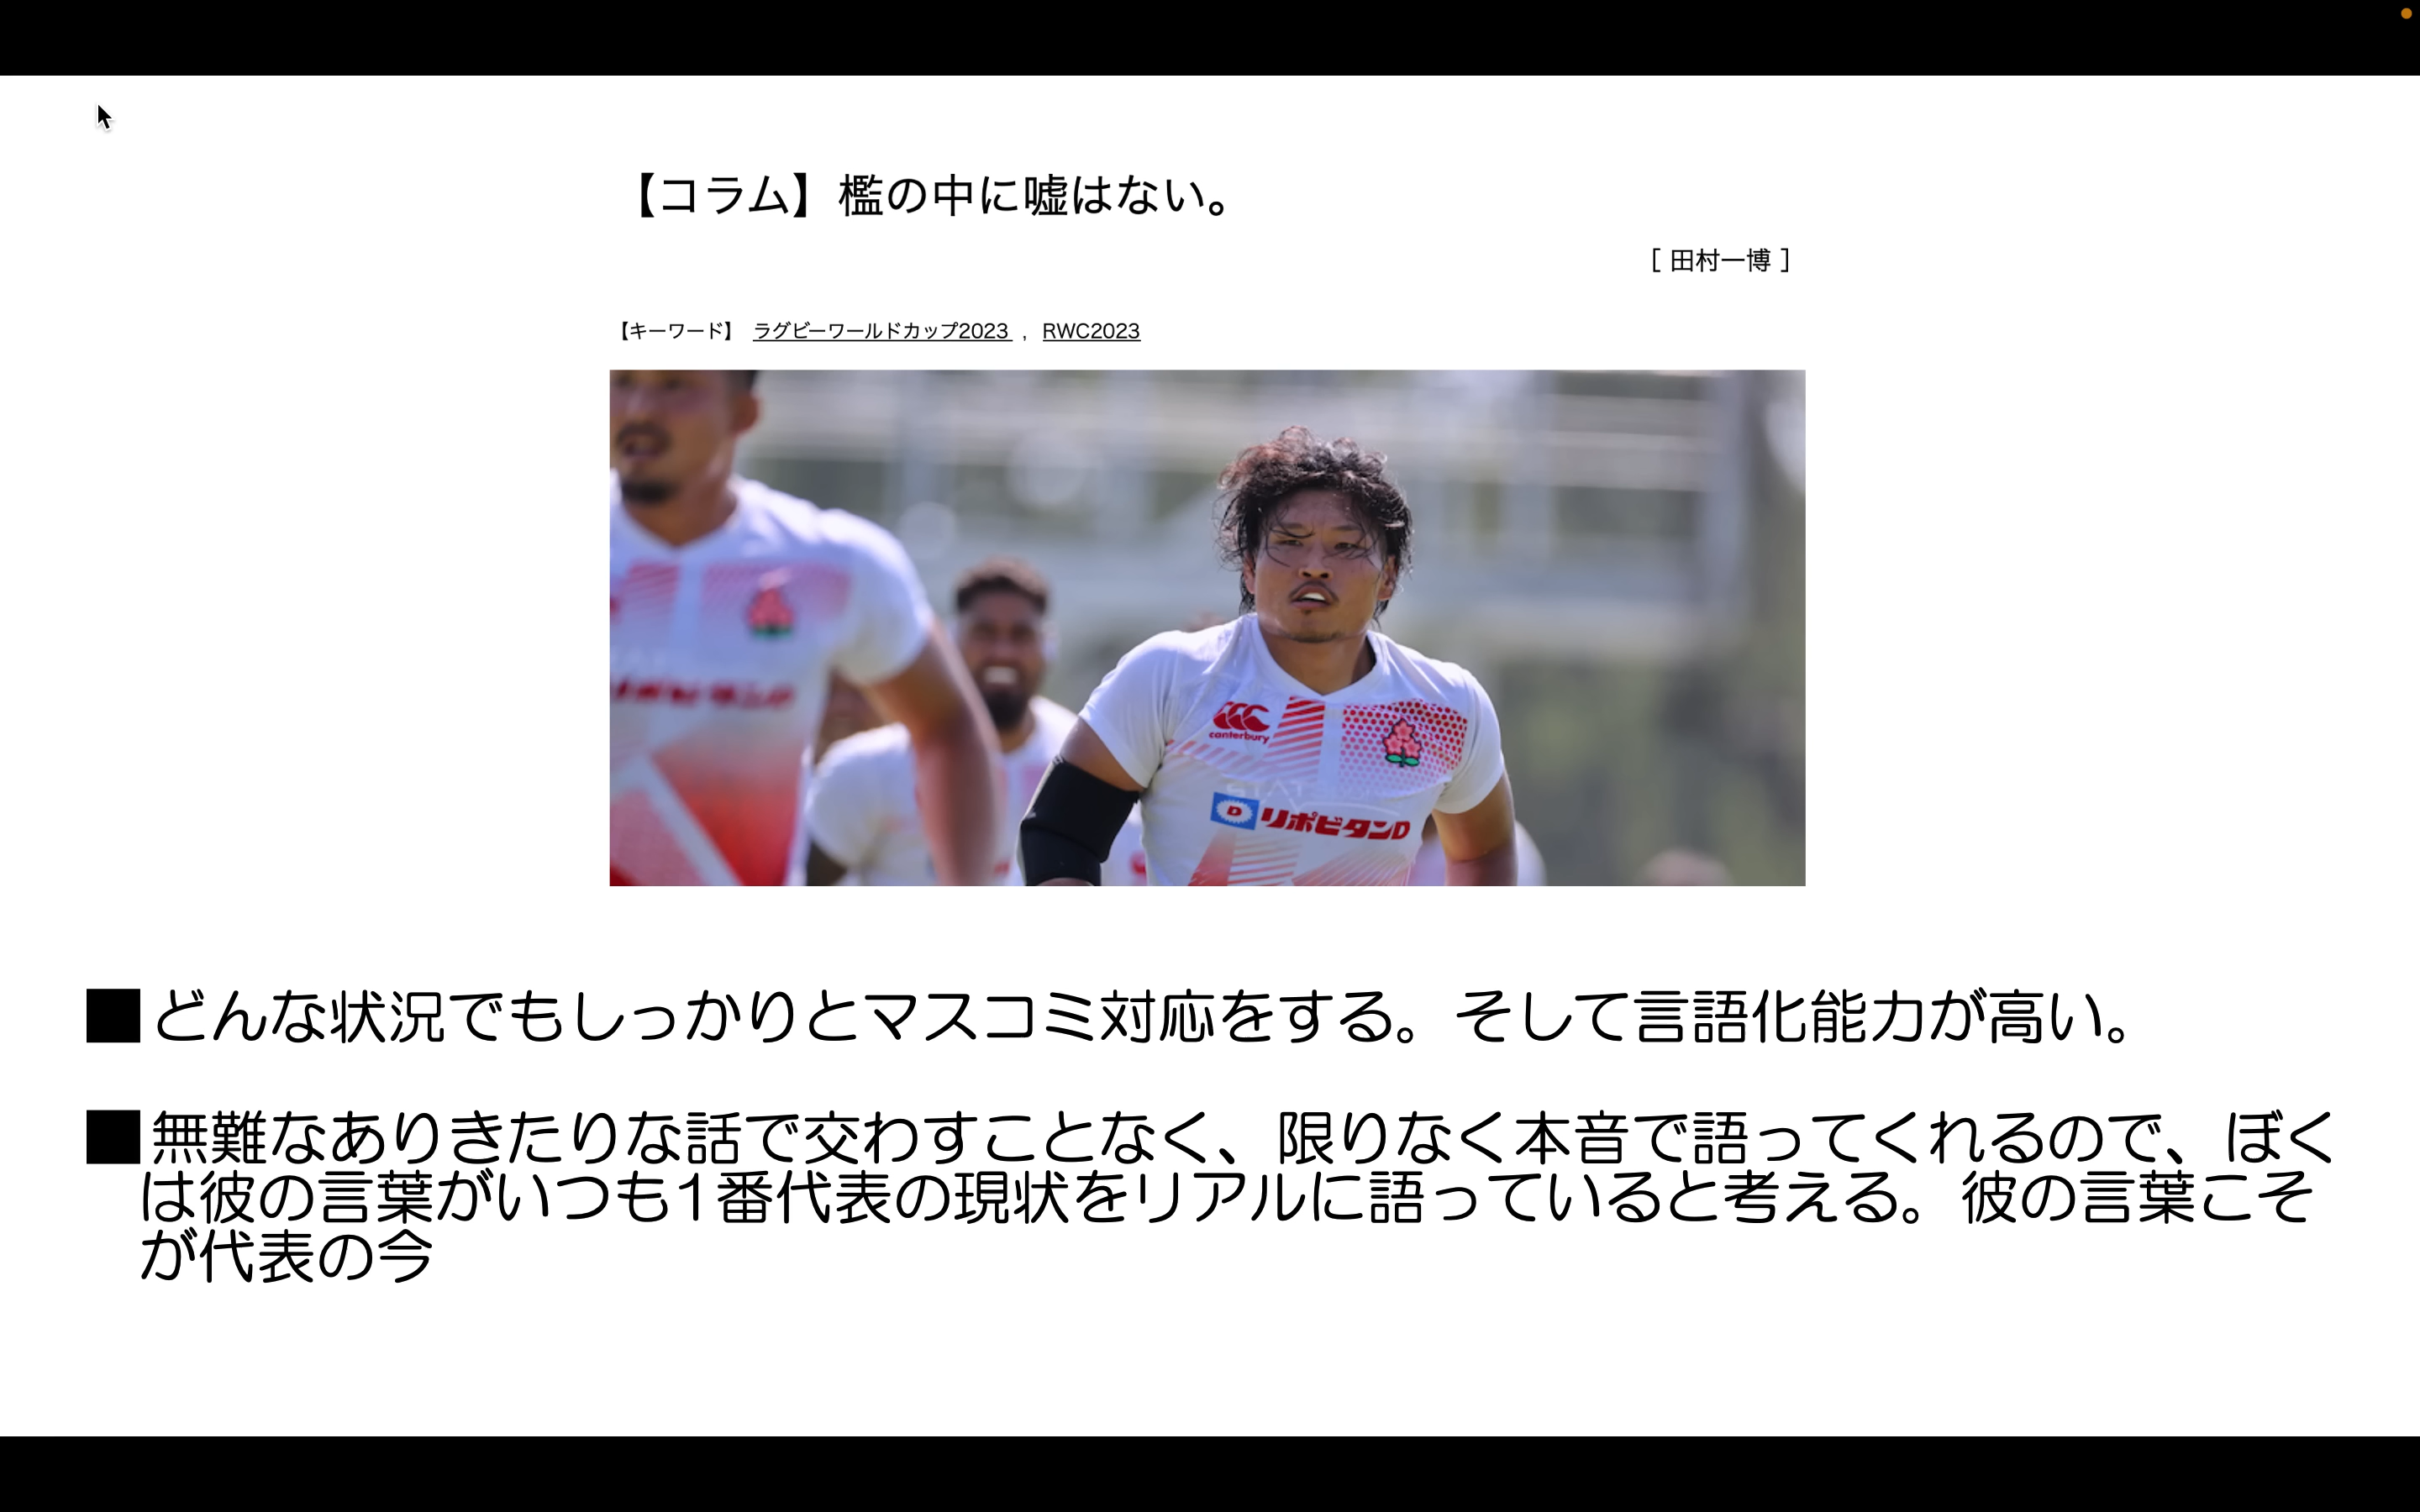 【コラム】檻の中に嘘はない。
[ 田村一博 ]
【キーワード】 ラグビーワールドカップ2023 , RWC2023
canterbury
D リポビタンD
■どんな状況でもしっかりとマスコミ対応をする。そして言語化能力が高い。
■無難なありきたりな話で交わすことなく、限りなく本音で語ってくれるので、ぼく
は彼の言葉がいつも1番代表の現状をリアルに語っていると考える。彼の言葉こそ
が代表の今